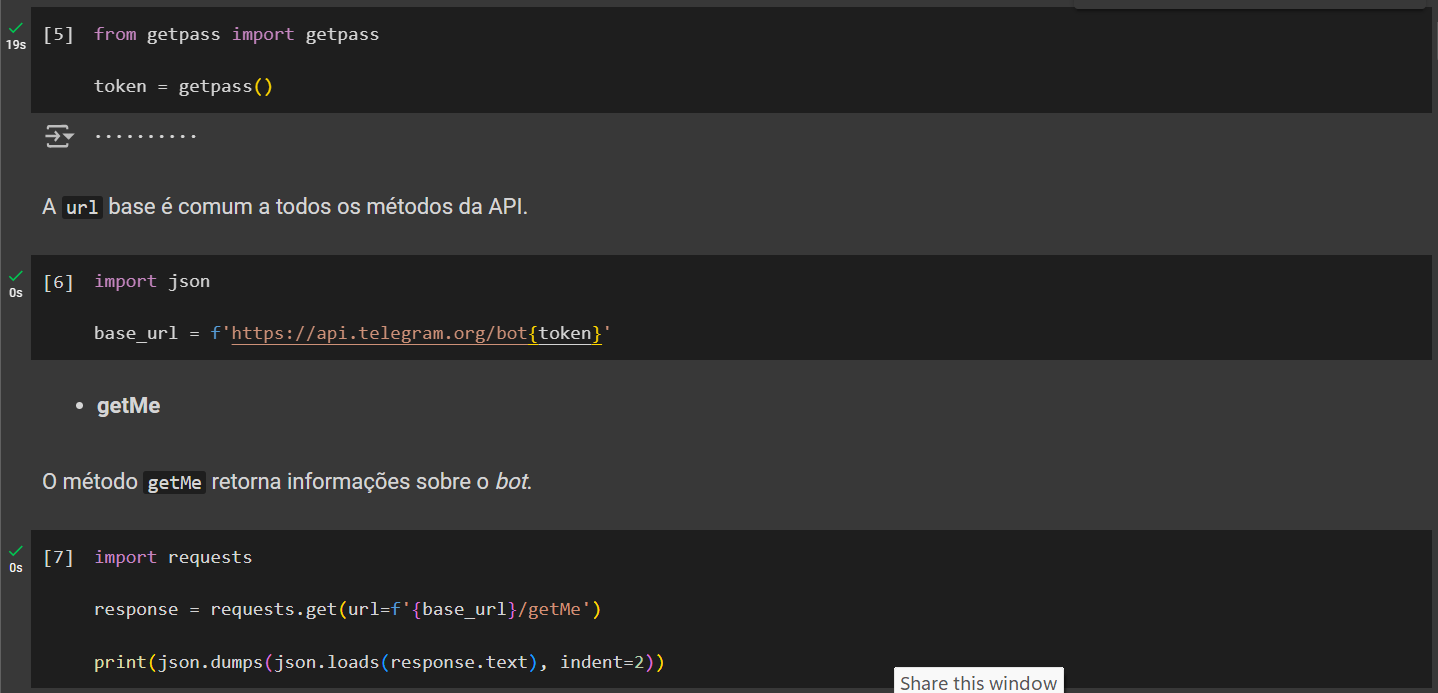 [5] from getpass import getpass
19s
token = getpass()
··········
A url base é comum a todos os métodos da API.
[6] import json
0s
base_url = f'https://api.telegram.org/bot{token}'
• getMe
O método getMe retorna informações sobre o bot.
[7] import requests
0s
response = requests.get(url=f'{base_url}/getMe')
print(json.dumps(json.loads(response.text), indent=2))
Share this window